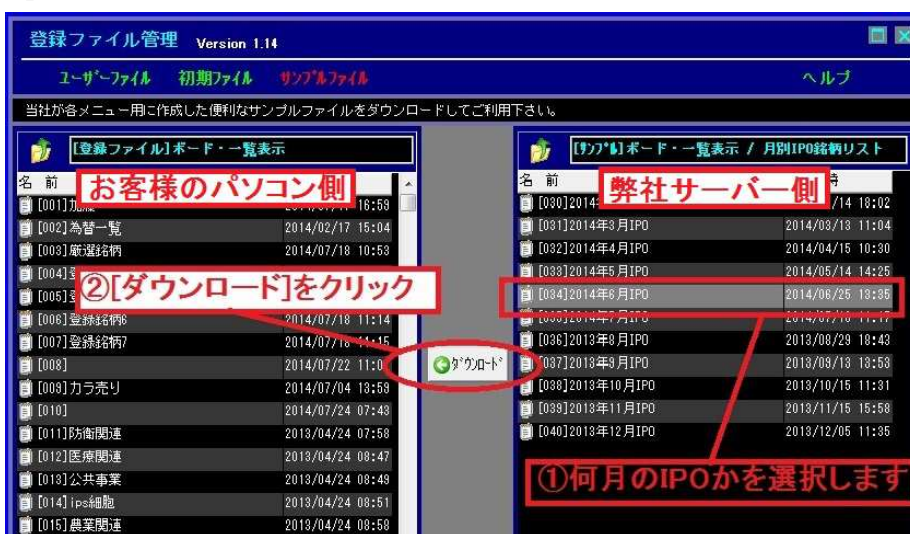 登録ファイル管理 Version 1.14
ユーザーファイル 初期ファイル サンプルファイル ヘルプ
当社が各メニュー用に作成した便利なサンプルファイルをダウンロードしてご利用下さい。
[登録ファイル]ボード・一覧表示
名 前
お客様のパソコン側
[001] 16:59
[002]為替一覧 2014/02/17 15:04
[003]厳選銘柄 2014/07/18 10:53
[004]
[005]
②[ダウンロード]をクリック
[006]登録銘柄6 2014/07/18 11:14
[007]登録銘柄7 11:15
[008] 2014/07/22
[009]カラ売り 2014/07/04 13:59
[010] 2014/07/24 07:43
[011]防衛関連 2013/04/24 07:58
[012]医療関連 2013/04/24 08:47
[013]公共事業 2013/04/24 08:49
[014]ips細胞 2013/04/24 08:51
[015]農業関連 2013/04/24 08:58
ダウンロード
[サンプル]ボード・一覧表示 / 月別IPO銘柄リスト
名 前
弊社サーバー側
[030]2014 /14 18:02
[031]2014年3月IPO 2014/03/13 11:04
[032]2014年4月IPO 2014/04/15 10:30
[033]2014年5月IPO 2014/05/14 14:25
[034]2014年6月IPO 2014/06/25 13:35
[035]2014年7月IPO
[036]2013年8月IPO 2013/08/29 18:43
[037]2013年9月IPO 2013/09/13 13:53
[038]2013年10月IPO 2013/10/15 11:31
[039]2013年11月IPO 2013/11/15 15:58
[040]2013年12月IPO 2013/12/05 11:35
①何月のIPOかを選択します